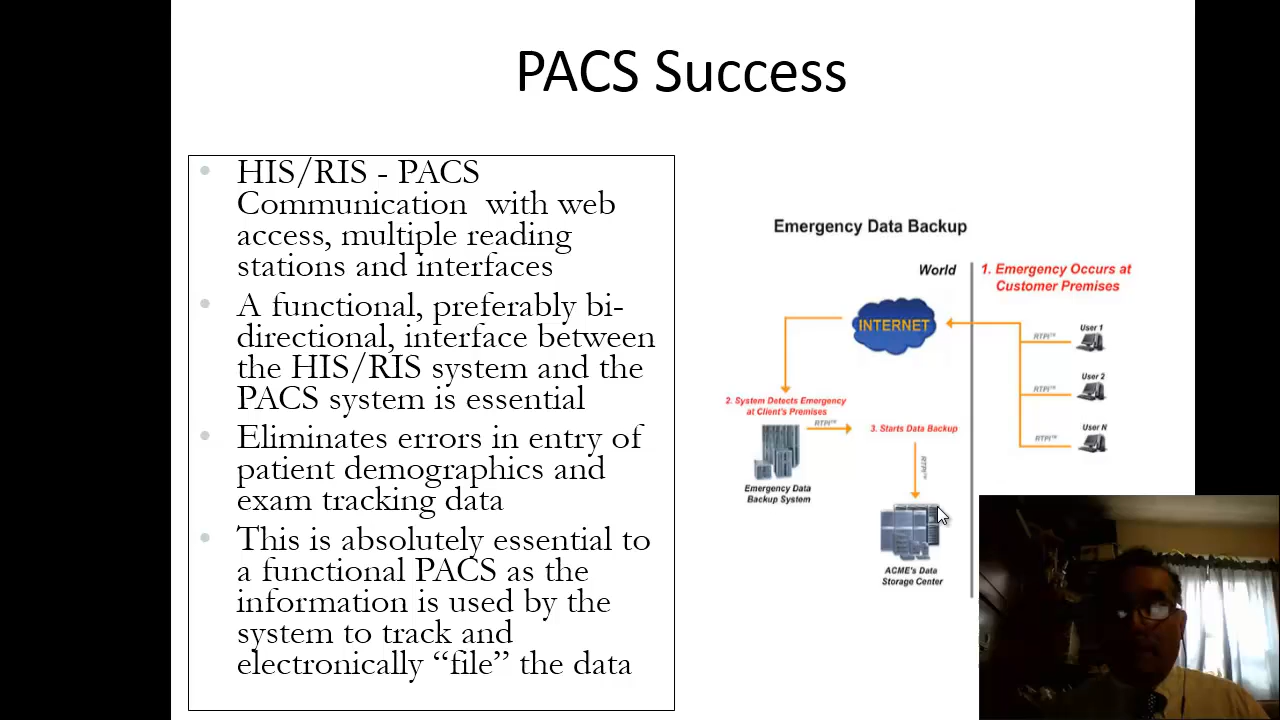 PACS Success
HIS/RIS - PACS
Communication with web
access, multiple reading
stations and interfaces
A functional, preferably bi-
directional, interface between
the HIS/RIS system and the
PACS system is essential
Eliminates errors in entry of
patient demographics and
exam tracking data
This is absolutely essential to
a functional PACS as the
information is used by the
system to track and
electronically “file” the data
Emergency Data Backup
World
1. Emergency Occurs at
Customer Premises
INTERNET
User 1
RTPI™
User 2
RTPI™
User N
RTPI™
2. System Detects Emergency
at Client's Premises
RTPI™
3. Starts Data Backup
RTPI™
Emergency Data
Backup System
ACME's Data
Storage Center